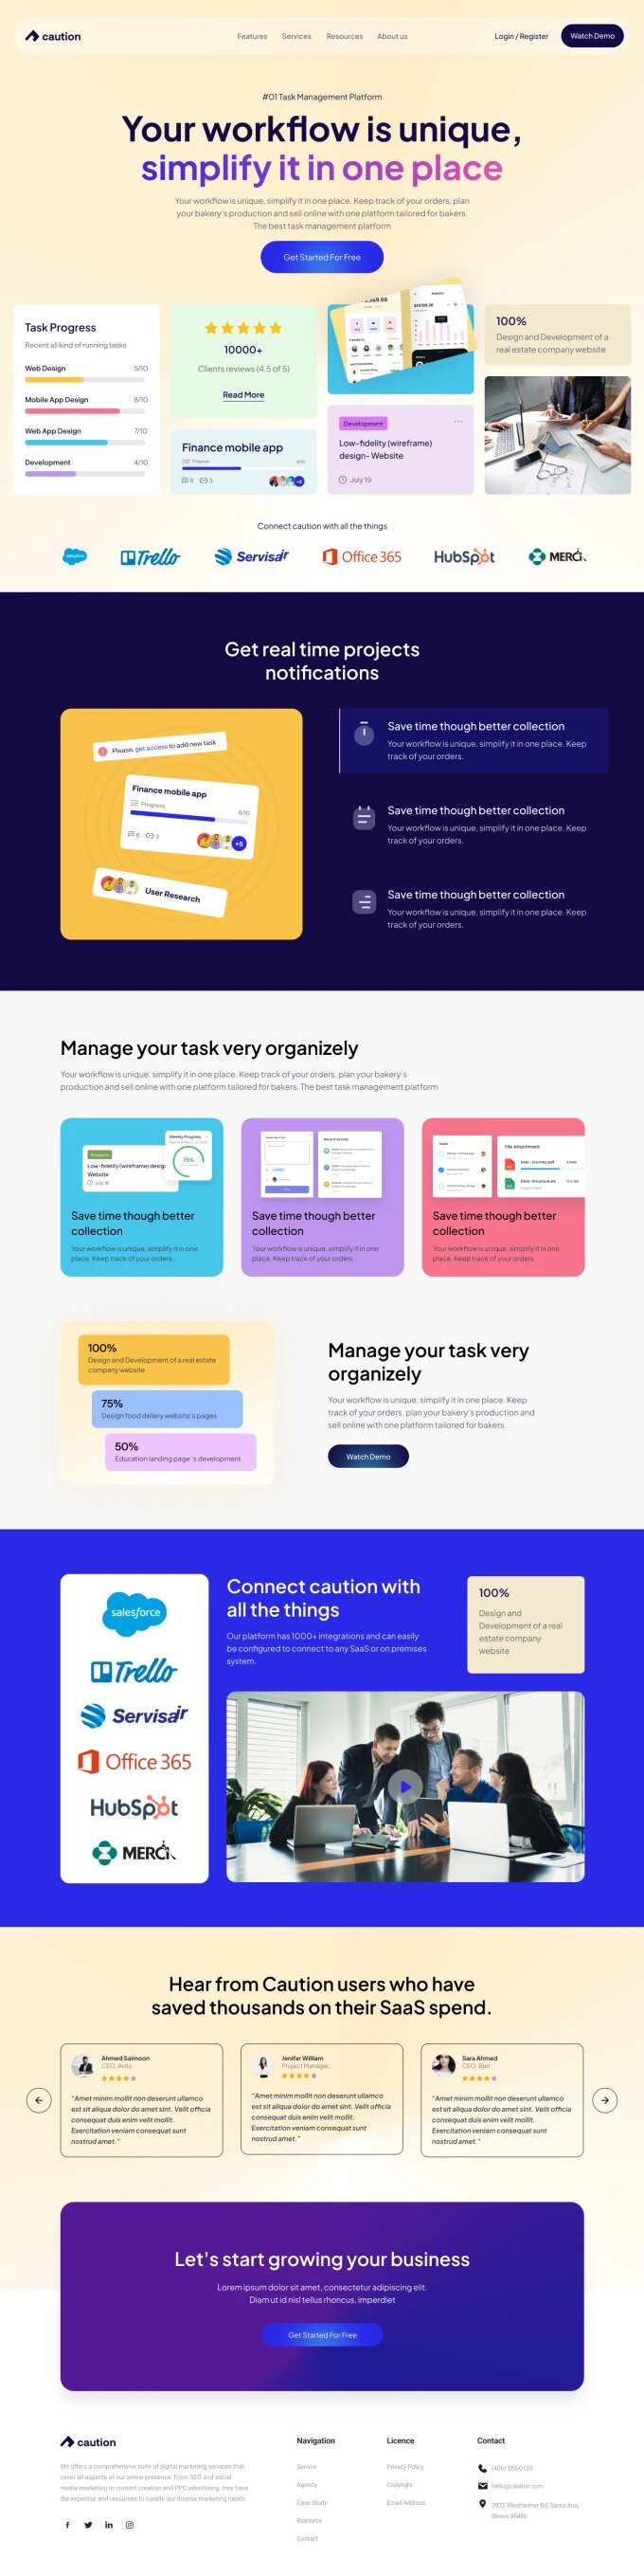 caution
Features Services Resources About us
Login / Register
Watch Demo
#01 Task Management Platform
Your workflow is unique,
simplify it in one place
Your workflow is unique, simplify it in one place. Keep track of your orders, plan
your bakery's production and sell online with one platform tailored for bakers.
The best task management platform
Get Started For Free
Task Progress
Recent all kind of running tasks
Web Design 5/10
Mobile App Design 8/10
Web App Design 7/10
Development 4/10
10000+
Clients reviews (4.5 of 5)
Read More
Finance mobile app
Progress
6 3
+5
Development
Low-fidelity (wireframe)
design- Website
July 19
100%
Design and Development of a
real estate company website
Connect caution with all the things
salesforce
Trello
Servisair
Office 365
HubSpot
MERCI
Get real time projects
notifications
Please, get access to add new task
Finance mobile app
Progress
8/10
6 3
+5
User Research
Save time though better collection
Your workflow is unique, simplify it in one place. Keep
track of your orders.
Save time though better collection
Your workflow is unique, simplify it in one place. Keep
track of your orders.
Save time though better collection
Your workflow is unique, simplify it in one place. Keep
track of your orders.
Manage your task very organizely
Your workflow is unique, simplify it in one place. Keep track of your orders, plan your bakery's
production and sell online with one platform tailored for bakers. The best task management platform
Weekly Progress
75%
Low-fidelity (wireframe) design
Website
July 18
Save time though better
collection
Your workflow is unique, simplify it in one
place. Keep track of your orders.
Recent Activity
Save time though better
collection
Your workflow is unique, simplify it in one
place. Keep track of your orders.
File Attachment
User-Journey.pdf
Save time though better
collection
Your workflow is unique, simplify it in one
place. Keep track of your orders.
100%
Design and Development of a real estate
company website
75%
Design food deliery website's pages
50%
Education landing page 's development
Manage your task very
organizely
Your workflow is unique, simplify it in one place. Keep
track of your orders, plan your bakery's production and
sell online with one platform tailored for bakers.
Watch Demo
salesforce
Trello
Servisair
Office 365
HubSpot
MERCI
Connect caution with
all the things
Our platform has 1000+ integrations and can easily
be configured to connect to any SaaS or on premises
system.
100%
Design and
Development of a real
estate company
website
Hear from Caution users who have
saved thousands on their SaaS spend.
Ahmed Saimoon
CEO, Avito
"Amet minim mollit non deserunt ullamco
est sit aliqua dolor do amet sint. Velit officia
consequat duis enim velit mollit.
Exercitation veniam consequat sunt
nostrud amet."
Jenifar William
Project Manager,
"Amet minim mollit non deserunt ullamco
est sit aliqua dolor do amet sint. Velit officia
consequat duis enim velit mollit.
Exercitation veniam consequat sunt
nostrud amet."
Sara Ahmed
CEO, Bjet
"Amet minim mollit non deserunt ullamco
est sit aliqua dolor do amet sint. Velit officia
consequat duis enim velit mollit.
Exercitation veniam consequat sunt
nostrud amet."
Let's start growing your business
Lorem ipsum dolor sit amet, consectetur adipiscing elit.
Diam ut id nisl tellus rhoncus, imperdiet
Get Started For Free
caution
We offers a comprehensive suite of digital marketing services that
cover all aspects of our online presence. From SEO and social
media marketing to content creation and PPC advertising, they have
the expertise and resources to handle our diverse marketing needs.
Navigation
Service
Agency
Case Study
Resource
Contact
Licence
Privacy Policy
Copyright
Email Address
Contact
(406) 555-0120
hello@caution.com
2972 Westheimer Rd. Santa Ana,
Illinois 85486